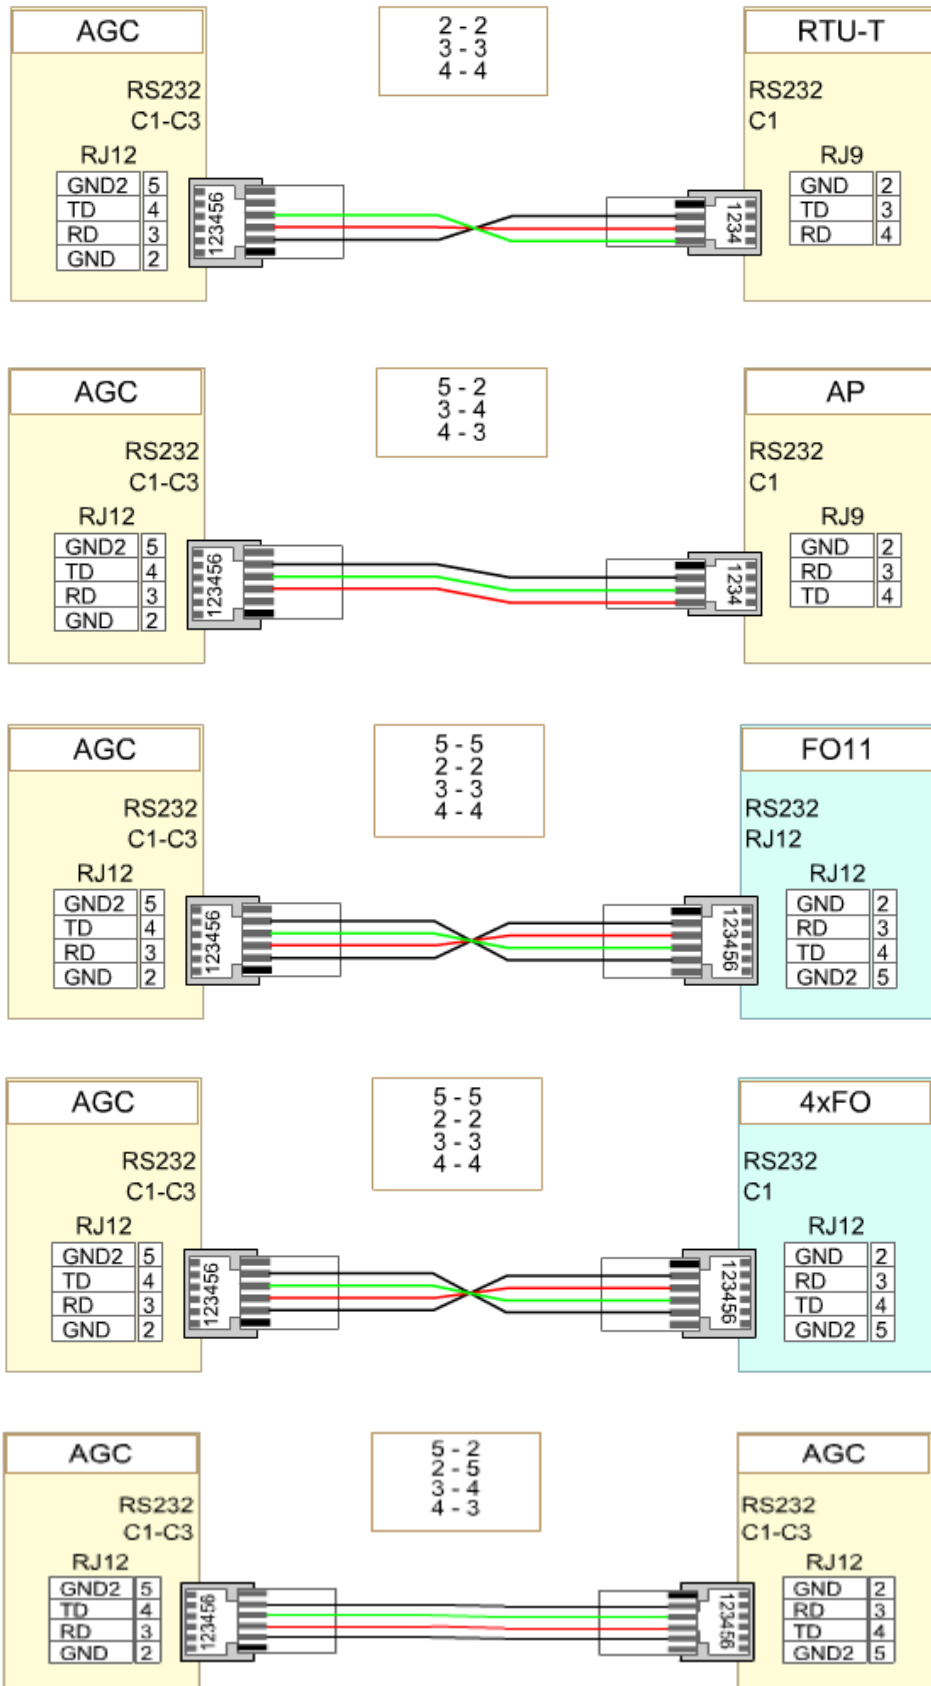 AGC
2 - 2
3 - 3
4 - 4
RTU-T
RS232
C1-C3
RJ12
GND2 5
TD 4
RD 3
GND 2
123456
1234
RS232
C1
RJ9
GND 2
TD 3
RD 4
AGC
5 - 2
3 - 4
4 - 3
AP
RS232
C1-C3
RJ12
GND2 5
TD 4
RD 3
GND 2
123456
1234
RS232
C1
RJ9
GND 2
RD 3
TD 4
AGC
5 - 5
2 - 2
3 - 3
4 - 4
FO11
RS232
C1-C3
RJ12
GND2 5
TD 4
RD 3
GND 2
123456
123456
RS232
RJ12
RJ12
GND 2
RD 3
TD 4
GND2 5
AGC
5 - 5
2 - 2
3 - 3
4 - 4
4xFO
RS232
C1-C3
RJ12
GND2 5
TD 4
RD 3
GND 2
123456
123456
RS232
C1
RJ12
GND 2
RD 3
TD 4
GND2 5
AGC
5 - 2
2 - 5
3 - 4
4 - 3
AGC
RS232
C1-C3
RJ12
GND2 5
TD 4
RD 3
GND 2
123456
123456
RS232
C1-C3
RJ12
GND 2
RD 3
TD 4
GND2 5